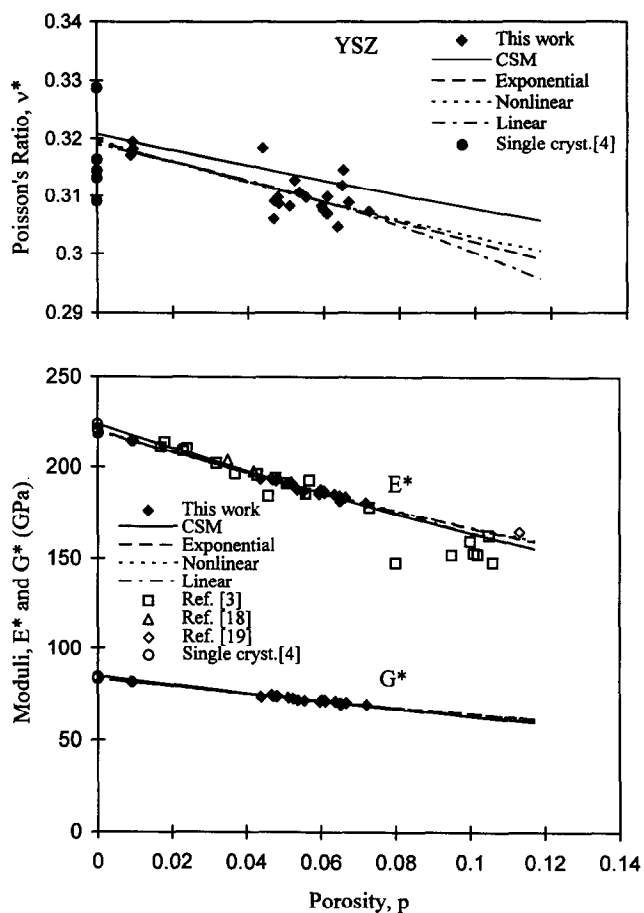 0.34
0.33
0.32
0.31
0.3
0.29
Poisson's Ratio, ν*
YSZ
This work
CSM
Exponential
Nonlinear
Linear
Single cryst.[4]
250
200
150
100
50
0
Moduli, E* and G* (GPa).
E*
This work
CSM
Exponential
Nonlinear
Linear
Ref. [3]
Ref. [18]
Ref. [19]
Single cryst.[4]
G*
0 0.02 0.04 0.06 0.08 0.1 0.12 0.14
Porosity, p